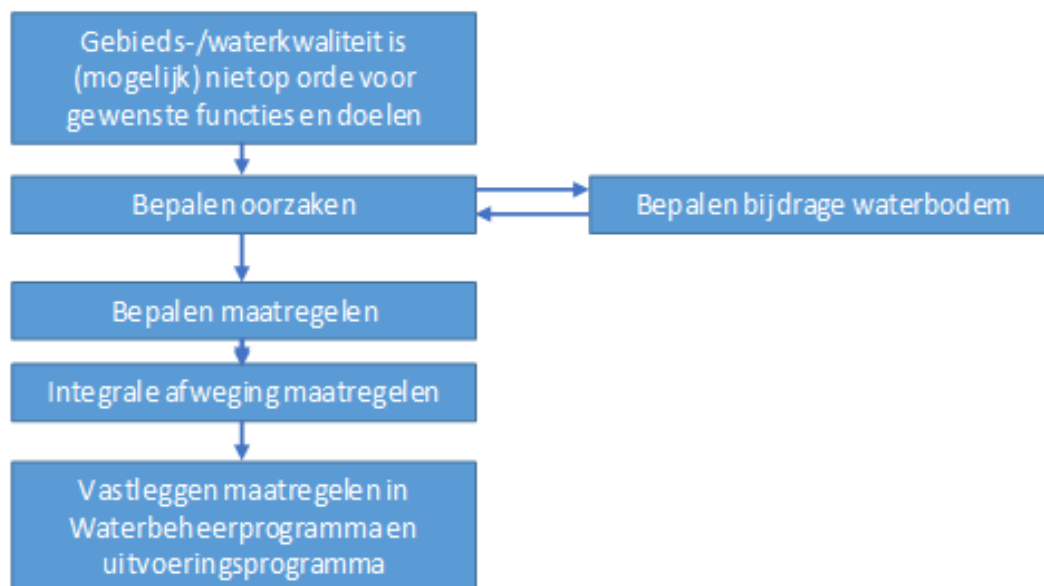 Gebieds-/waterkwaliteit is
(mogelijk) niet op orde voor
gewenste functies en doelen
Bepalen oorzaken
Bepalen bijdrage waterbodem
Bepalen maatregelen
Integrale afweging maatregelen
Vastleggen maatregelen in
Waterbeheerprogramma en
uitvoeringsprogramma